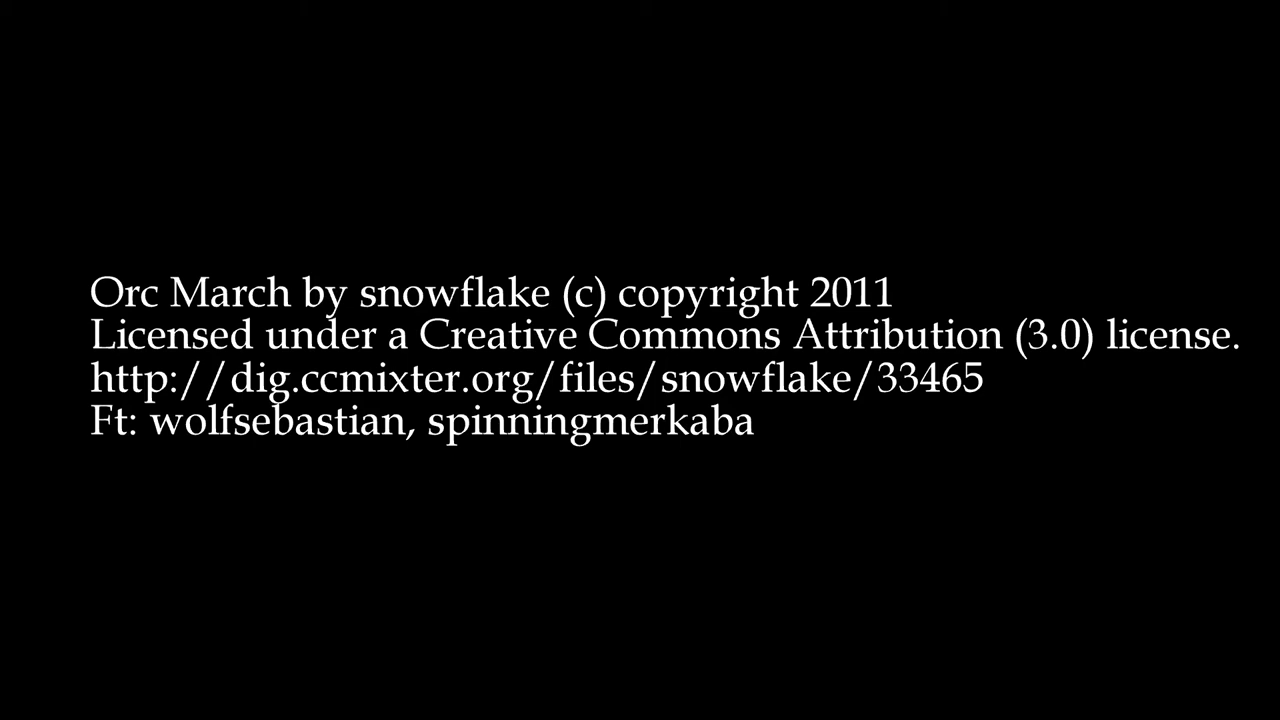 Orc March by snowflake (c) copyright 2011
Licensed under a Creative Commons Attribution (3.0) license.
http://dig.ccmixter.org/files/snowflake/33465
Ft: wolfsebastian, spinningmerkaba